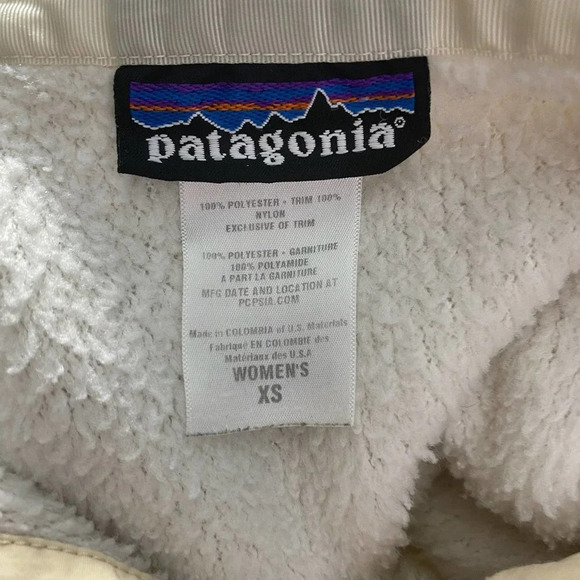 patagonia®
100% POLYESTER - TRIM 100%
NYLON
EXCLUSIVE OF TRIM
100% POLYESTER - GARNITURE
100% POLYAMIDE
A PART LA GARNITURE
MFG DATE AND LOCATION AT
PCPSIA.COM
Made in COLOMBIA of U.S. Materials
Fabriqué EN COLOMBIE des
Matériaux des U.S.A
WOMEN'S
XS